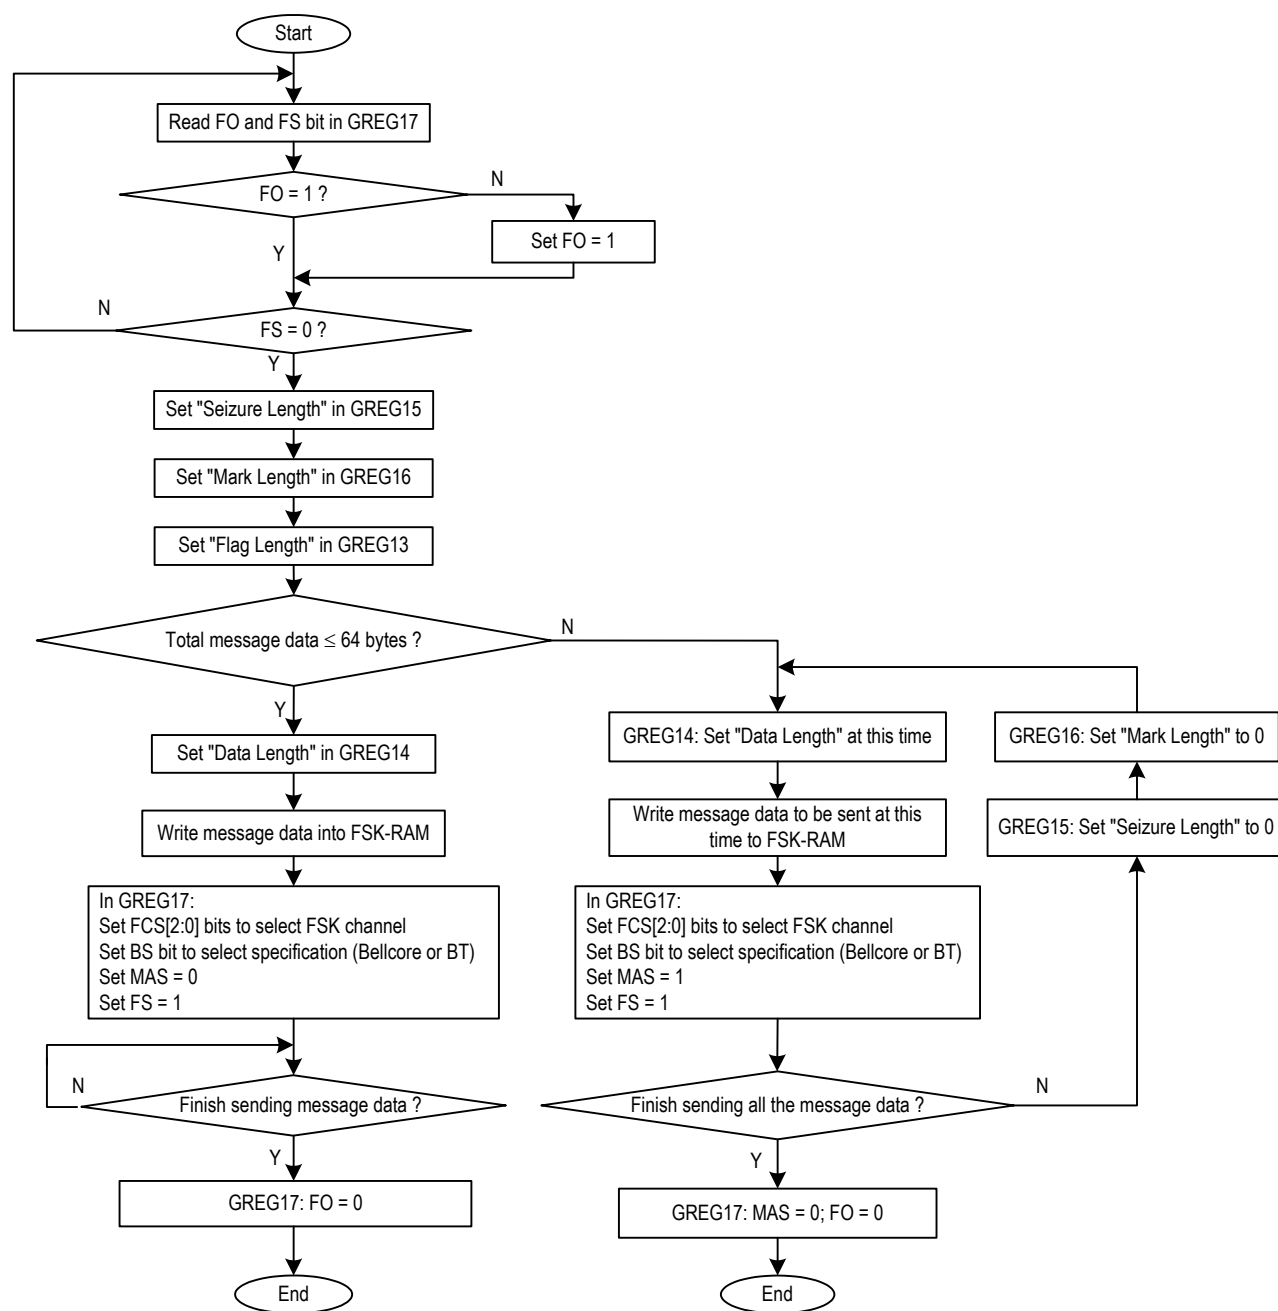 Start
Read FO and FS bit in GREG17
FO = 1 ?
N
Set FO = 1
Y
N
FS = 0 ?
Y
Set "Seizure Length" in GREG15
Set "Mark Length" in GREG16
Set "Flag Length" in GREG13
Total message data ≤ 64 bytes ?
N
Y
Set "Data Length" in GREG14
Write message data into FSK-RAM
In GREG17:
Set FCS[2:0] bits to select FSK channel
Set BS bit to select specification (Bellcore or BT)
Set MAS = 0
Set FS = 1
N
Finish sending message data ?
Y
GREG17: FO = 0
End
GREG14: Set "Data Length" at this time
Write message data to be sent at this
time to FSK-RAM
In GREG17:
Set FCS[2:0] bits to select FSK channel
Set BS bit to select specification (Bellcore or BT)
Set MAS = 1
Set FS = 1
Finish sending all the message data ?
N
Y
GREG17: MAS = 0; FO = 0
End
GREG16: Set "Mark Length" to 0
GREG15: Set "Seizure Length" to 0